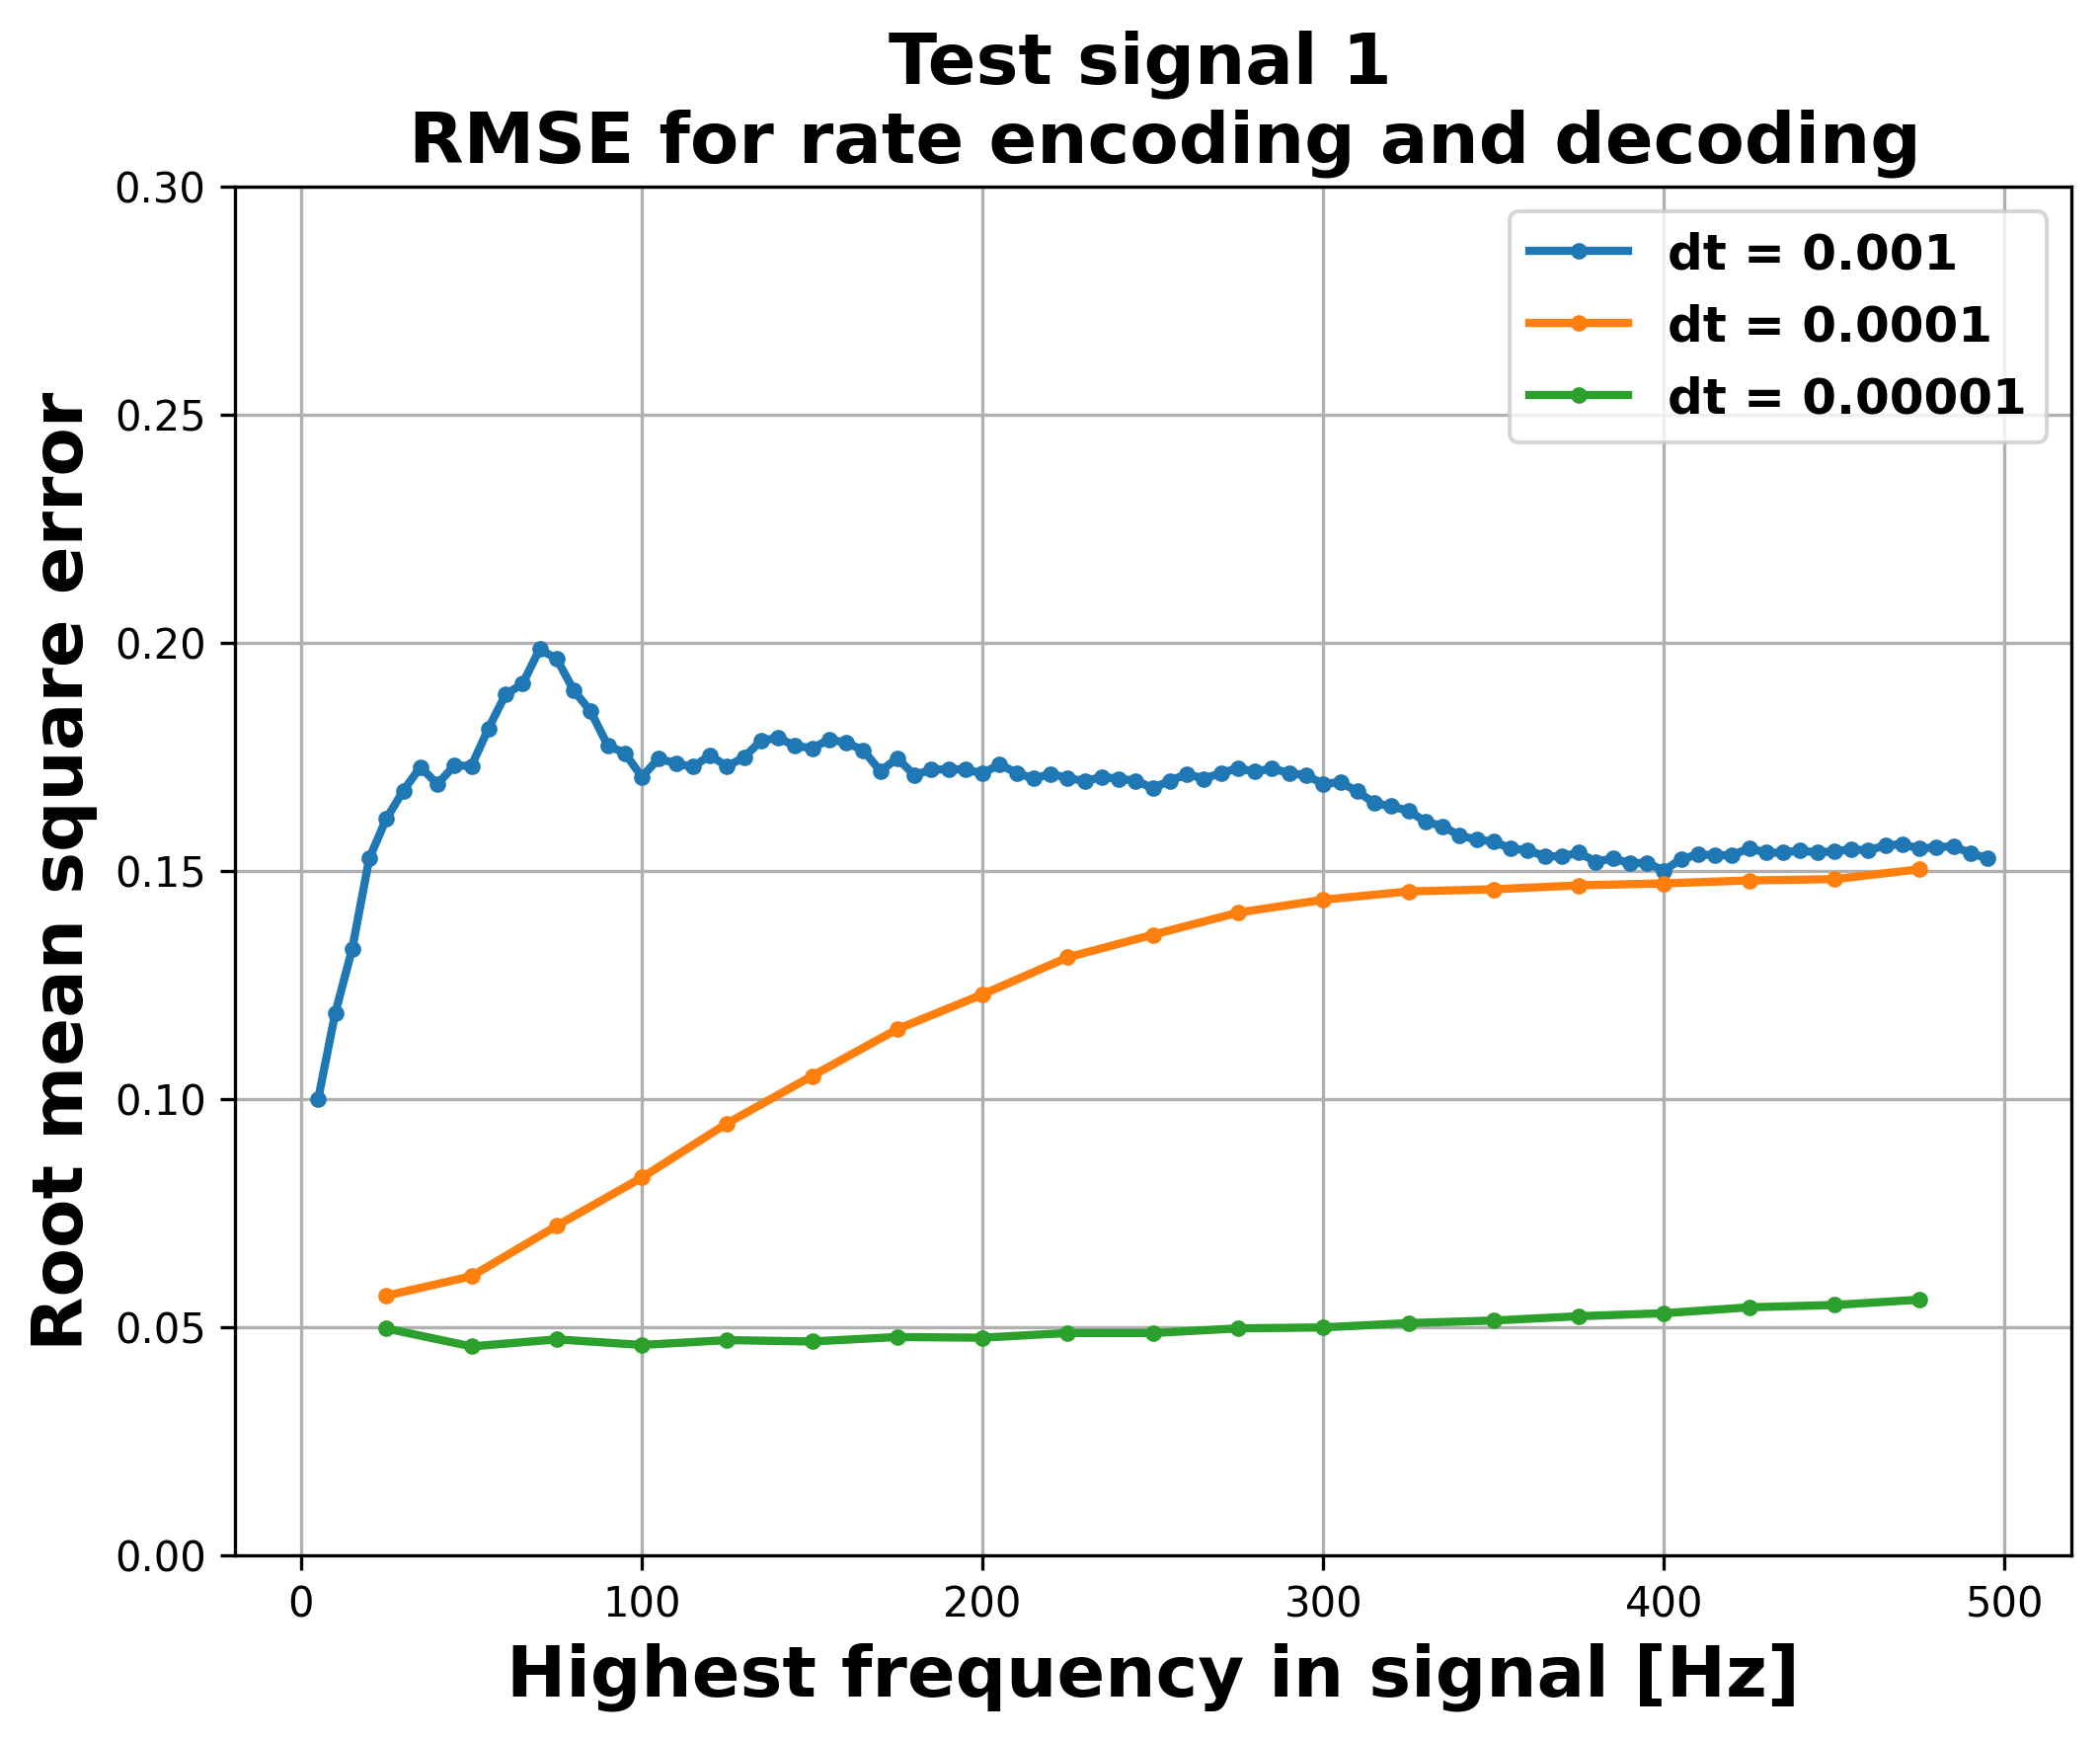 Test signal 1
RMSE for rate encoding and decoding
0.30
0.25
0.20
0.15
0.10
0.05
0.00
Root mean square error
dt = 0.001
dt = 0.0001
dt = 0.00001
0 100 200 300 400 500
Highest frequency in signal [Hz]